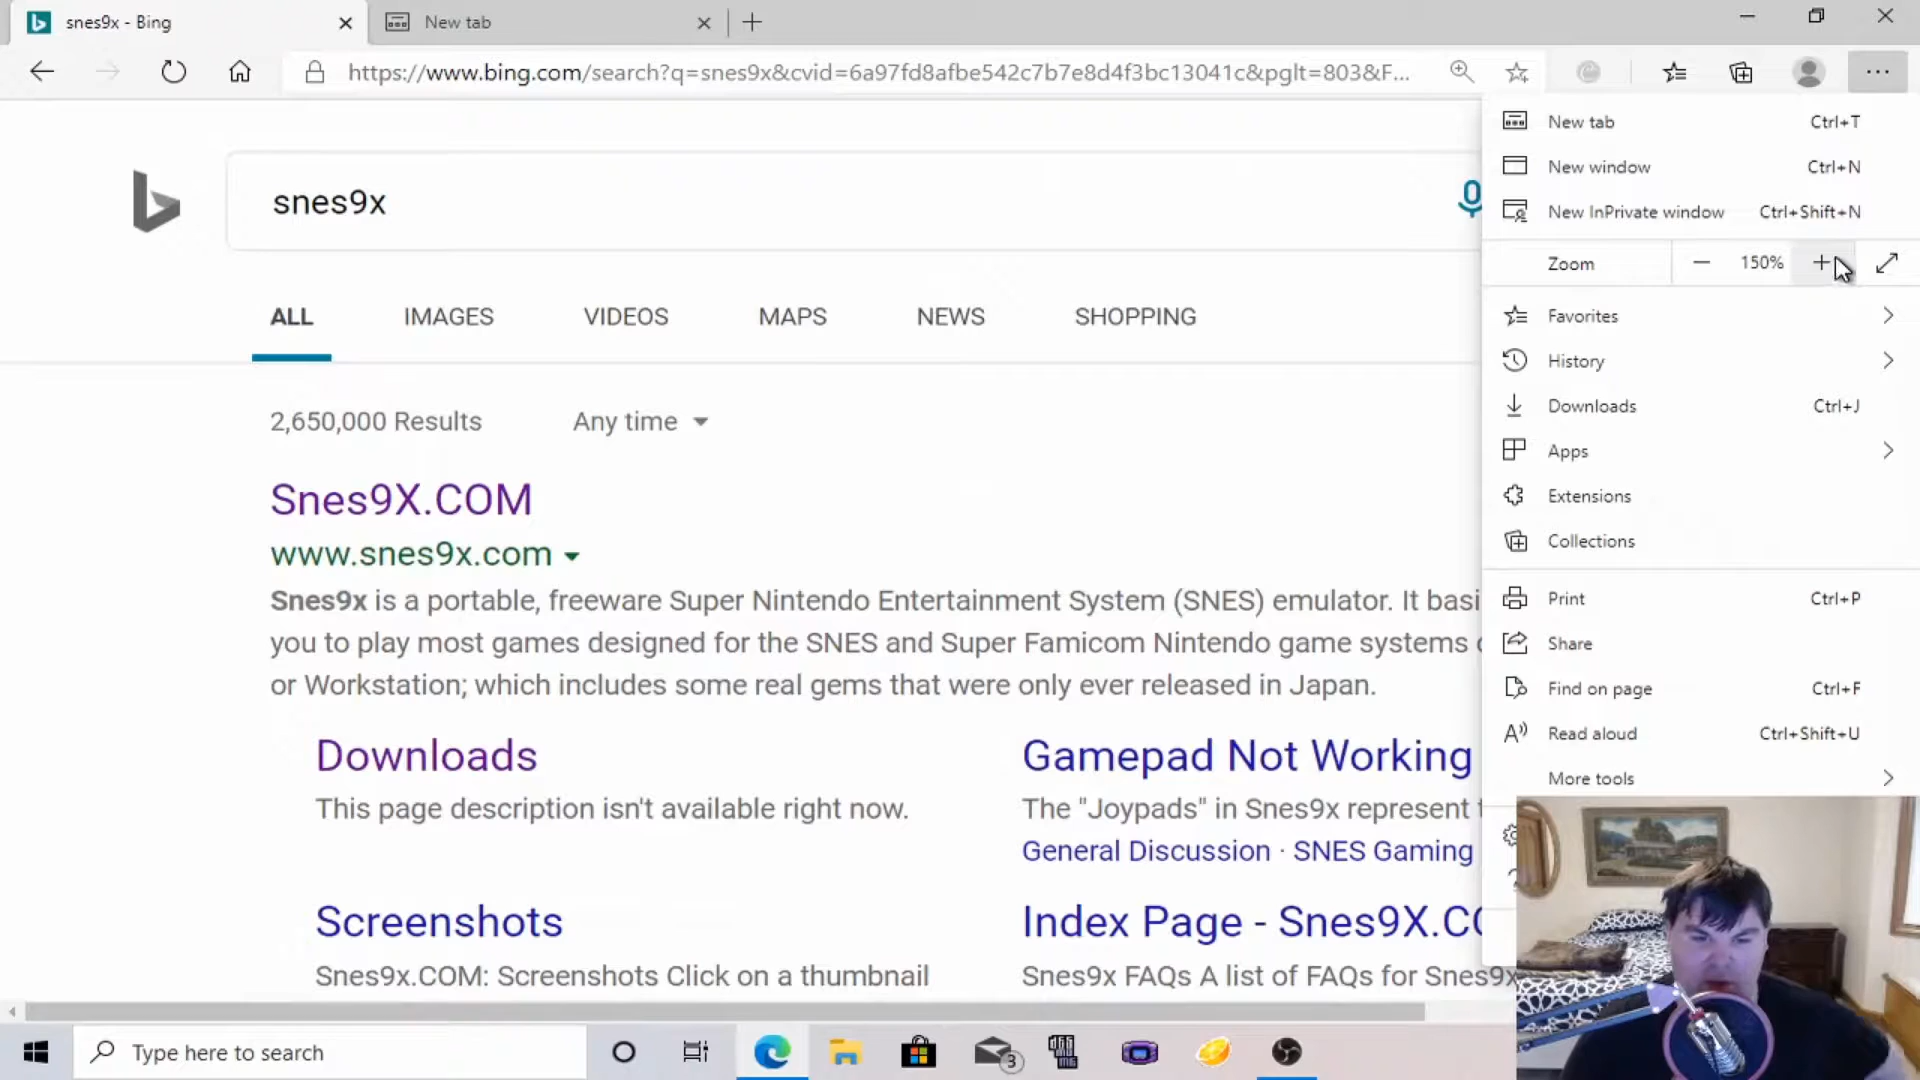 snes9x - Bing
New tab
https://www.bing.com/search?q=snes9x&cvid=6a97fd8afbe542c7b7e8d4f3bc13041c&pglt=803&F...
snes9x
ALL IMAGES VIDEOS MAPS NEWS SHOPPING
2,650,000 Results Any time
Snes9X.COM
www.snes9x.com
Snes9x is a portable, freeware Super Nintendo Entertainment System (SNES) emulator. It basi
you to play most games designed for the SNES and Super Famicom Nintendo game systems
or Workstation; which includes some real gems that were only ever released in Japan.
Downloads
This page description isn't available right now.
Gamepad Not Working
The "Joypads" in Snes9x represent
General Discussion · SNES Gaming
Screenshots
Snes9x.COM: Screenshots Click on a thumbnail
Index Page - Snes9X.CO
Snes9x FAQs A list of FAQs for Snes9x
New tab Ctrl+T
New window Ctrl+N
New InPrivate window Ctrl+Shift+N
Zoom − 150% +
Favorites
History
Downloads Ctrl+J
Apps
Extensions
Collections
Print Ctrl+P
Share
Find on page Ctrl+F
Read aloud Ctrl+Shift+U
More tools
Type here to search
3